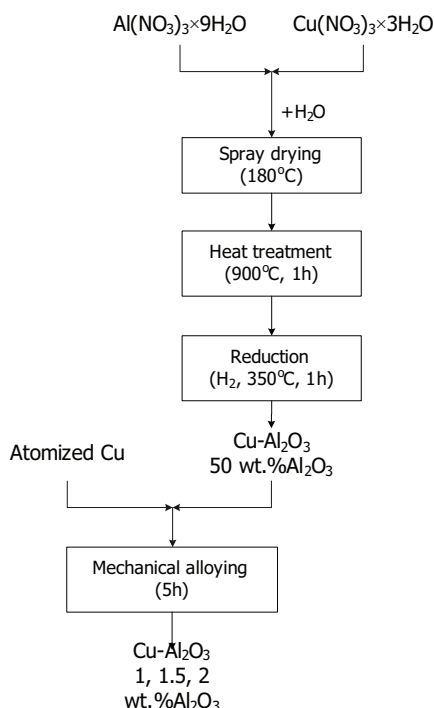 Al(NO₃)₃×9H₂O
Cu(NO₃)₃×3H₂O
+H₂O
Spray drying
(180°C)
Heat treatment
(900°C, 1h)
Reduction
(H₂, 350°C, 1h)
Cu-Al₂O₃
50 wt.%Al₂O₃
Atomized Cu
Mechanical alloying
(5h)
Cu-Al₂O₃
1, 1.5, 2
wt.%Al₂O₃